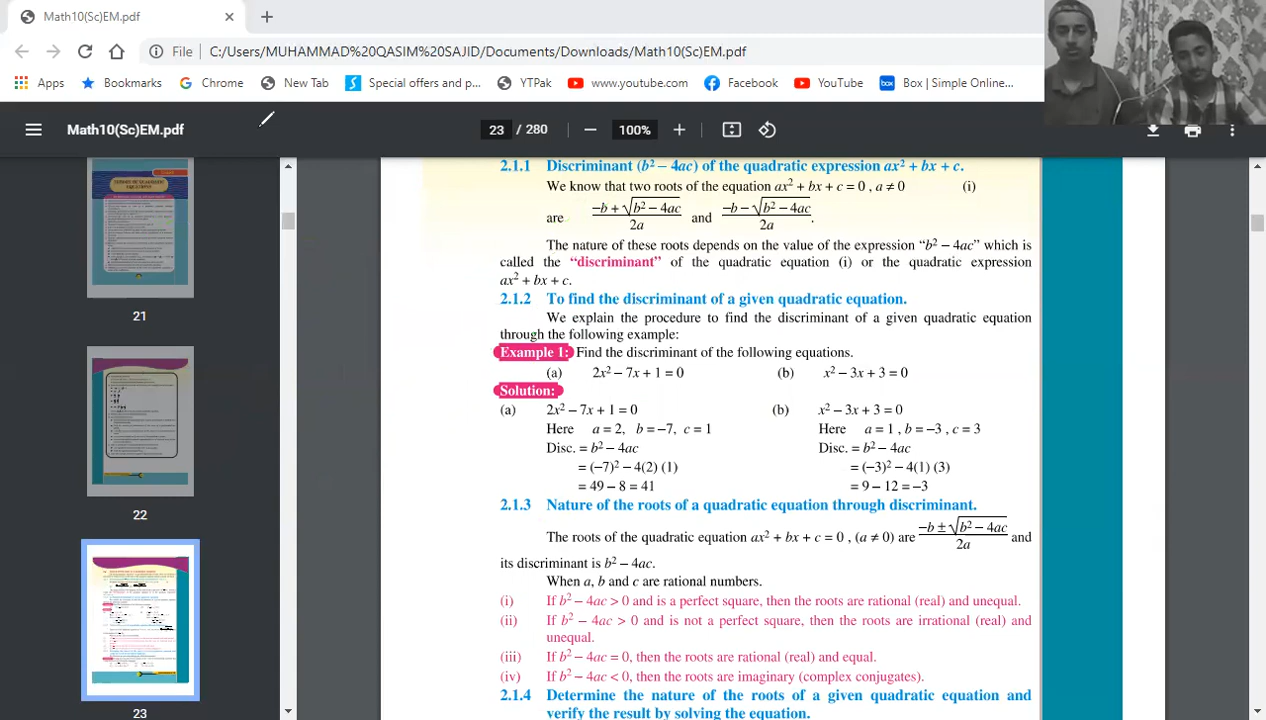 Math10(Sc)EM.pdf
File C:/Users/MUHAMMAD%20QASIM%20SAJID/Documents/Downloads/Math10(Sc)EM.pdf
Apps Bookmarks Chrome New Tab Special offers and p... YTPak www.youtube.com Facebook YouTube Box | Simple Online...
Math10(Sc)EM.pdf 23 / 280 100%
21
22
23
2.1.1 Discriminant (b² – 4ac) of the quadratic expression ax² + bx + c.
We know that two roots of the equation ax² + bx + c = 0 , a ≠ 0 (i)
are (–b + √(b² – 4ac))/2a and (–b – √(b² – 4ac))/2a.
The nature of these roots depends on the value of the expression “b² – 4ac” which is
called the “discriminant” of the quadratic equation (i) or the quadratic expression
ax² + bx + c.
2.1.2 To find the discriminant of a given quadratic equation.
We explain the procedure to find the discriminant of a given quadratic equation
through the following example:
Example 1: Find the discriminant of the following equations.
(a) 2x² – 7x + 1 = 0 (b) x² – 3x + 3 = 0
Solution:
(a) 2x² – 7x + 1 = 0 (b) x² – 3x + 3 = 0
Here a = 2, b = –7, c = 1 Here a = 1 , b = –3 , c = 3
Disc. = b² – 4ac Disc. = b² – 4ac
= (–7)² – 4(2) (1) = (–3)² – 4(1) (3)
= 49 – 8 = 41 = 9 – 12 = –3
2.1.3 Nature of the roots of a quadratic equation through discriminant.
The roots of the quadratic equation ax² + bx + c = 0 , (a ≠ 0) are (–b ± √(b² – 4ac))/2a and
its discriminant is b² – 4ac.
When a, b and c are rational numbers.
(i) If b² – 4ac > 0 and is a perfect square, then the roots are rational (real) and unequal.
(ii) If b² – 4ac > 0 and is not a perfect square, then the roots are irrational (real) and
unequal.
(iii) If b² – 4ac = 0, then the roots are rational (real) and equal.
(iv) If b² – 4ac < 0, then the roots are imaginary (complex conjugates).
2.1.4 Determine the nature of the roots of a given quadratic equation and
verify the result by solving the equation.